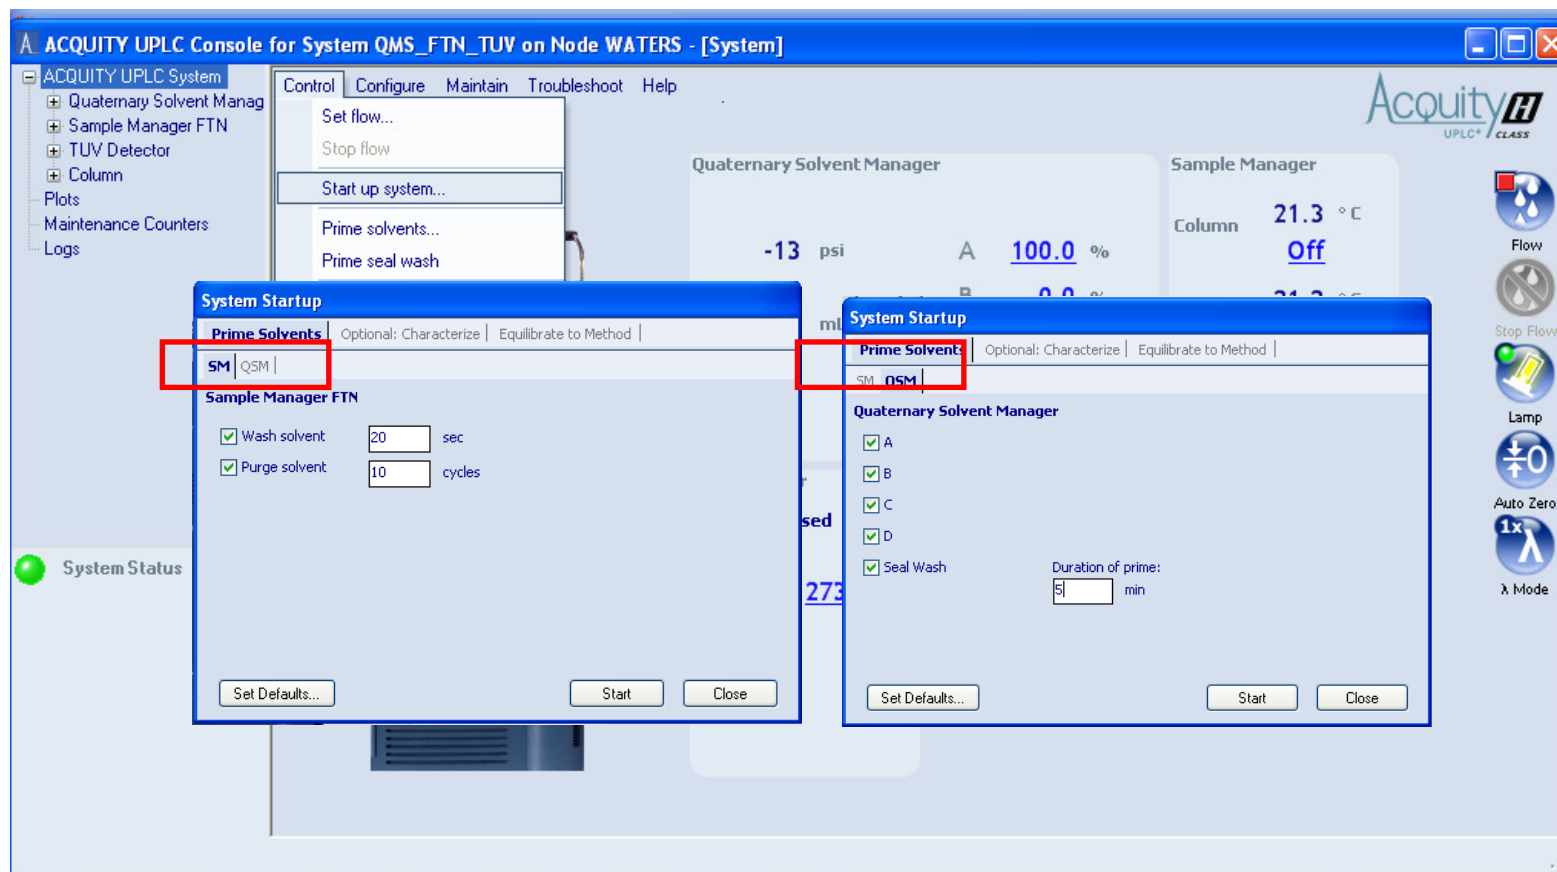 ACQUITY UPLC Console for System QMS_FTN_TUV on Node WATERS - [System]
ACQUITY UPLC System
Quaternary Solvent Manag
Sample Manager FTN
TUV Detector
Column
Plots
Maintenance Counters
Logs
Control Configure Maintain Troubleshoot Help
Set flow...
Stop flow
Start up system...
Prime solvents...
Prime seal wash
ACQUITY H
UPLC® CLASS
Quaternary Solvent Manager
-13 psi A 100.0 %
Sample Manager
Column 21.3 °C
Off
Flow
Stop Flow
Lamp
Auto Zero
1x λ
λ Mode
System Startup
Prime Solvents Optional: Characterize Equilibrate to Method
SM QSM
Sample Manager FTN
Wash solvent 20 sec
Purge solvent 10 cycles
Set Defaults... Start Close
System Startup
Prime Solvents Optional: Characterize Equilibrate to Method
SM QSM
Quaternary Solvent Manager
A
B
C
D
Seal Wash Duration of prime:
5 min
Set Defaults... Start Close
sed
273
System Status